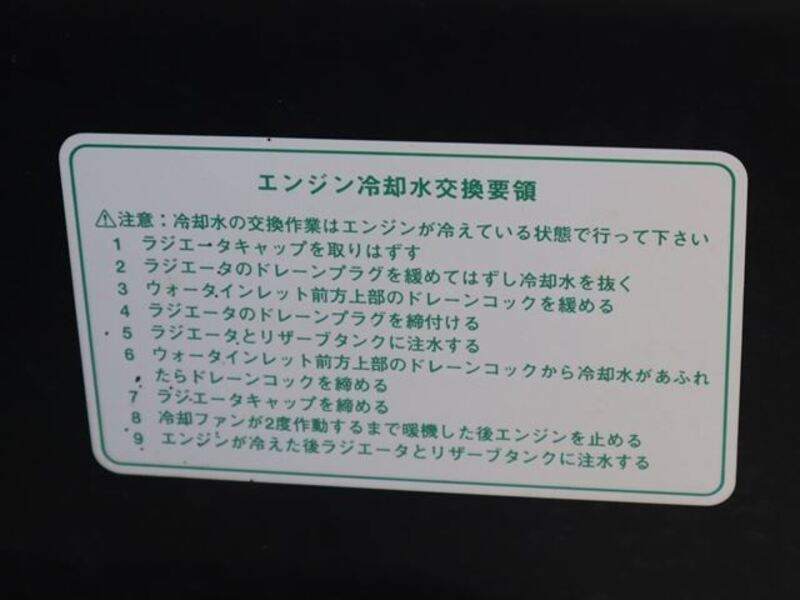 エンジン冷却水交換要領
⚠注意：冷却水の交換作業はエンジンが冷えている状態で行って下さい
1 ラジエータキャップを取りはずす
2 ラジエータのドレーンプラグを緩めてはずし冷却水を抜く
3 ウォータインレット前方上部のドレーンコックを緩める
4 ラジエータのドレーンプラグを締付ける
5 ラジエータとリザーブタンクに注水する
6 ウォータインレット前方上部のドレーンコックから冷却水があふれ
たらドレーンコックを締める
7 ラジエータキャップを締める
8 冷却ファンが2度作動するまで暖機した後エンジンを止める
9 エンジンが冷えた後ラジエータとリザーブタンクに注水する